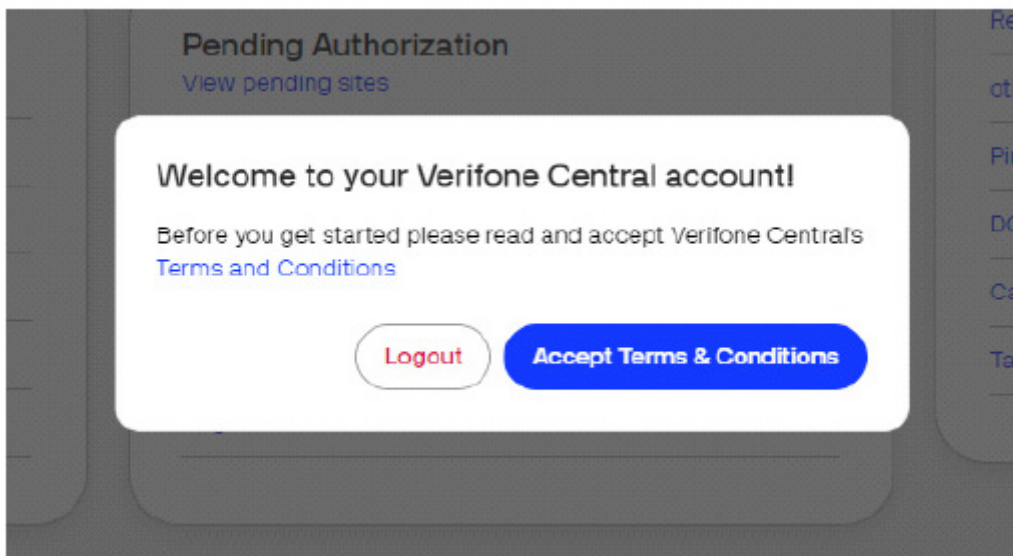 Pending Authorization
View pending sites
Welcome to your Verifone Central account!
Before you get started please read and accept Verifone Central's
Terms and Conditions
Logout
Accept Terms & Conditions